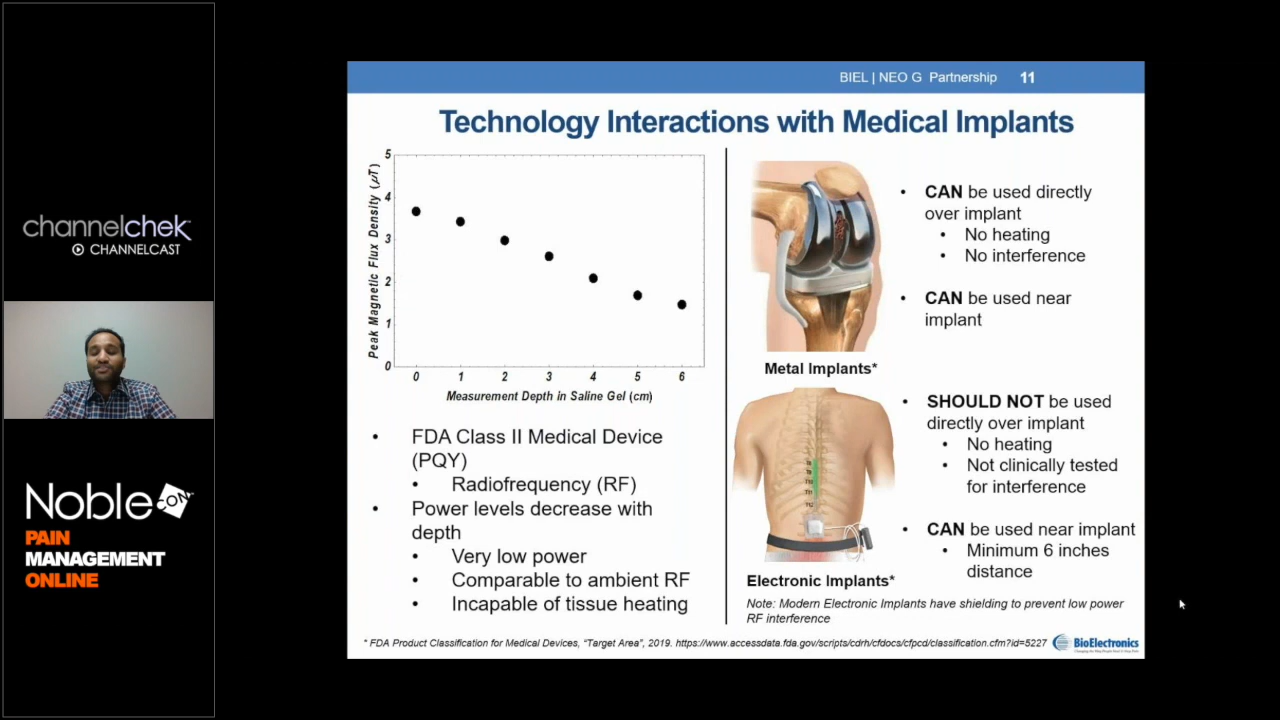 channelchek
CHANNELCAST
Noble
CON
PAIN
MANAGEMENT
ONLINE
BIEL | NEO G Partnership 11
Technology Interactions with Medical Implants
5
4
3
2
1
0
Peak Magnetic Flux Density (μT)
0 1 2 3 4 5 6
Measurement Depth in Saline Gel (cm)
• FDA Class II Medical Device
(PQY)
• Radiofrequency (RF)
• Power levels decrease with
depth
• Very low power
• Comparable to ambient RF
• Incapable of tissue heating
Metal Implants*
• CAN be used directly
over implant
• No heating
• No interference
• CAN be used near
implant
Electronic Implants*
• SHOULD NOT be used
directly over implant
• No heating
• Not clinically tested
for interference
• CAN be used near implant
• Minimum 6 inches
distance
Note: Modern Electronic Implants have shielding to prevent low power
RF interference
* FDA Product Classification for Medical Devices, “Target Area”, 2019. https://www.accessdata.fda.gov/scripts/cdrh/cfdocs/cfpcd/classification.cfm?id=5227
BioElectronics